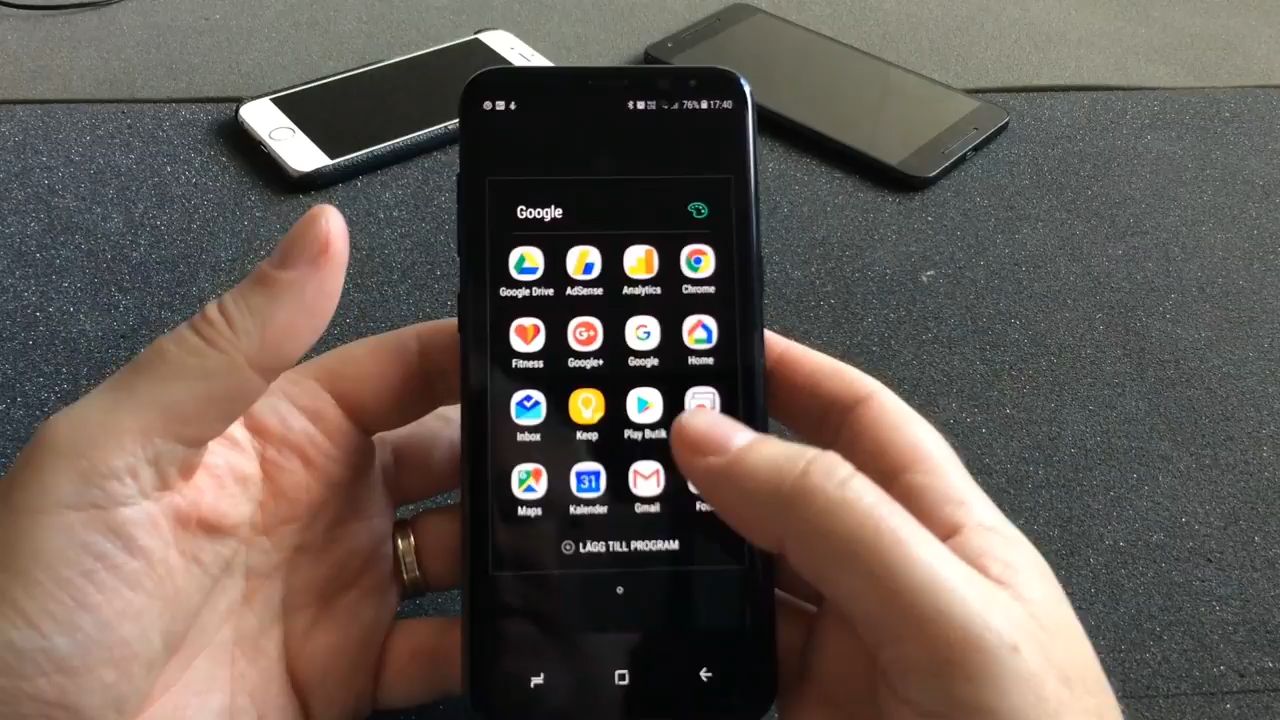 76% 17:40
Google
Google Drive AdSense Analytics Chrome
Fitness Google+ Google Home
Inbox Keep Play Butik
Maps Kalender Gmail
LÄGG TILL PROGRAM